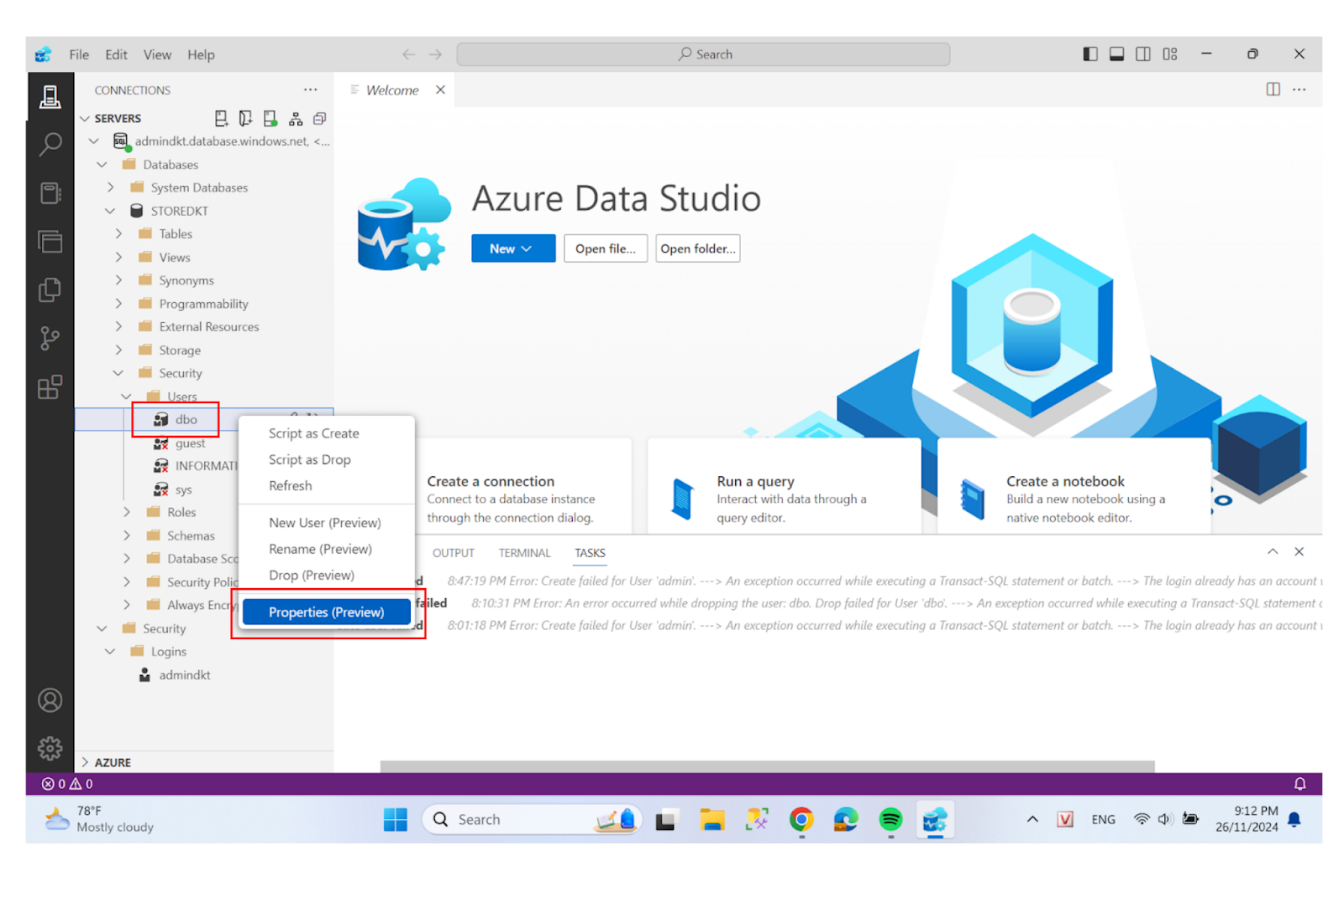 File Edit View Help
Search
CONNECTIONS
Welcome
SERVERS
admindkt.database.windows.net, <...
Databases
System Databases
STOREDKT
Tables
Views
Synonyms
Programmability
External Resources
Storage
Security
Users
dbo
guest
INFORMATI
sys
Roles
Schemas
Database Sco
Security Polic
Always Encry
Security
Logins
admindkt
AZURE
Script as Create
Script as Drop
Refresh
New User (Preview)
Rename (Preview)
Drop (Preview)
Properties (Preview)
Azure Data Studio
New Open file... Open folder...
Create a connection
Connect to a database instance
through the connection dialog.
Run a query
Interact with data through a
query editor.
Create a notebook
Build a new notebook using a
native notebook editor.
OUTPUT TERMINAL TASKS
d 8:47:19 PM Error: Create failed for User 'admin'. ---> An exception occurred while executing a Transact-SQL statement or batch. ---> The login already has an account
failed 8:10:31 PM Error: An error occurred while dropping the user: dbo. Drop failed for User 'dbo'. ---> An exception occurred while executing a Transact-SQL statement
d 8:01:18 PM Error: Create failed for User 'admin'. ---> An exception occurred while executing a Transact-SQL statement or batch. ---> The login already has an account
0 0
78°F
Mostly cloudy
Search
V ENG
9:12 PM
26/11/2024